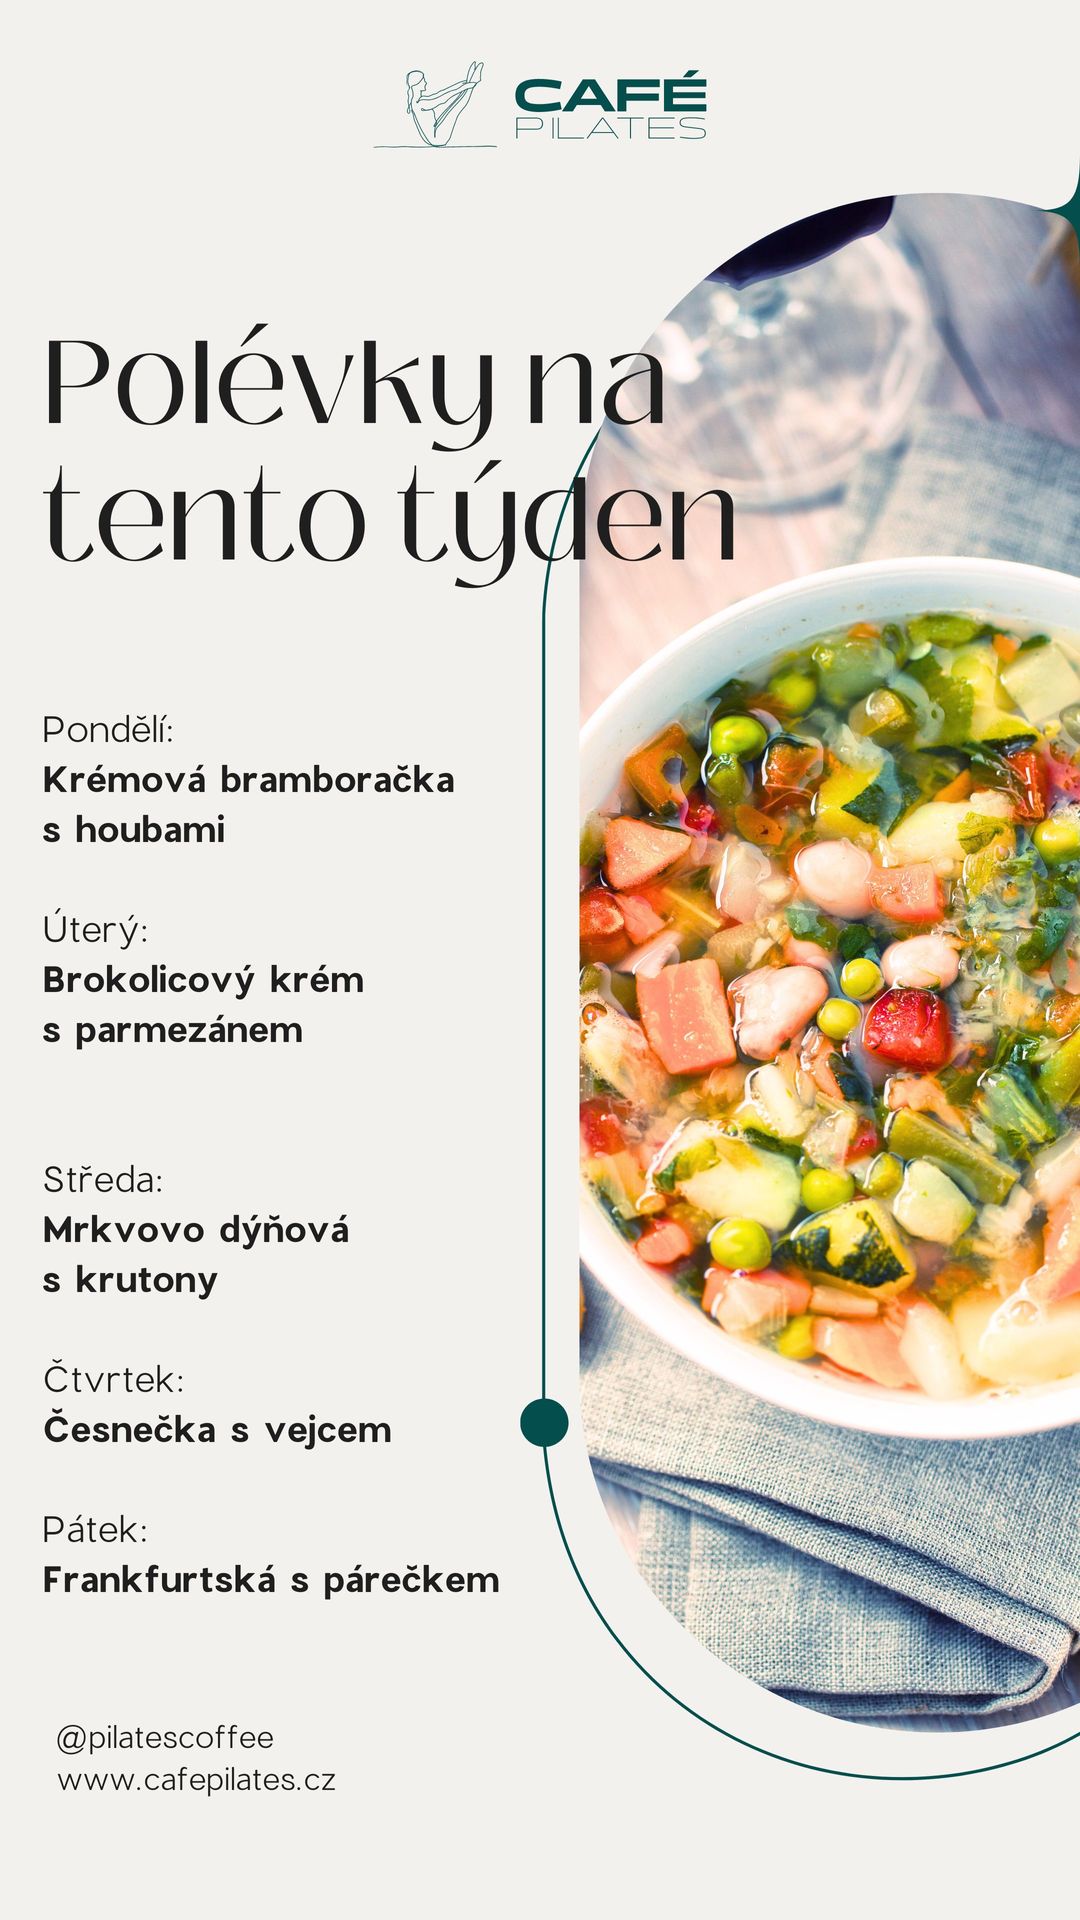 CAFÉ
PILATES
Polévky na
tento týden
Pondělí:
Krémová bramboračka
s houbami
Úterý:
Brokolicový krém
s parmezánem
Středa:
Mrkvovo dýňová
s krutony
Čtvrtek:
Česnečka s vejcem
Pátek:
Frankfurtská s párečkem
@pilatescoffee
www.cafepilates.cz